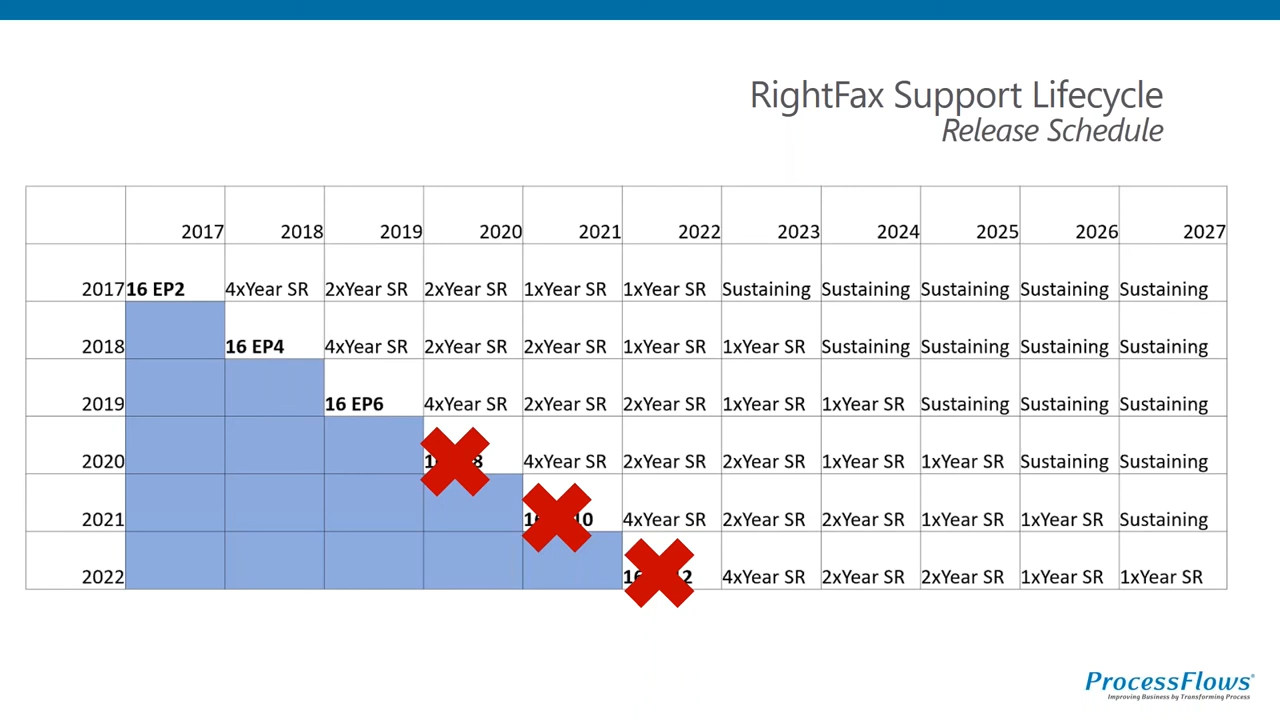 RightFax Support Lifecycle
Release Schedule
2017 2018 2019 2020 2021 2022 2023 2024 2025 2026 2027
2017 16 EP2 4xYear SR 2xYear SR 2xYear SR 1xYear SR 1xYear SR Sustaining Sustaining Sustaining Sustaining Sustaining
2018 16 EP4 4xYear SR 2xYear SR 2xYear SR 1xYear SR 1xYear SR Sustaining Sustaining Sustaining Sustaining
2019 16 EP6 4xYear SR 2xYear SR 2xYear SR 1xYear SR 1xYear SR Sustaining Sustaining Sustaining
2020 4xYear SR 2xYear SR 2xYear SR 1xYear SR 1xYear SR Sustaining Sustaining
2021 4xYear SR 2xYear SR 2xYear SR 1xYear SR 1xYear SR Sustaining
2022 4xYear SR 2xYear SR 2xYear SR 1xYear SR 1xYear SR
ProcessFlows
Improving Business by Transforming Process